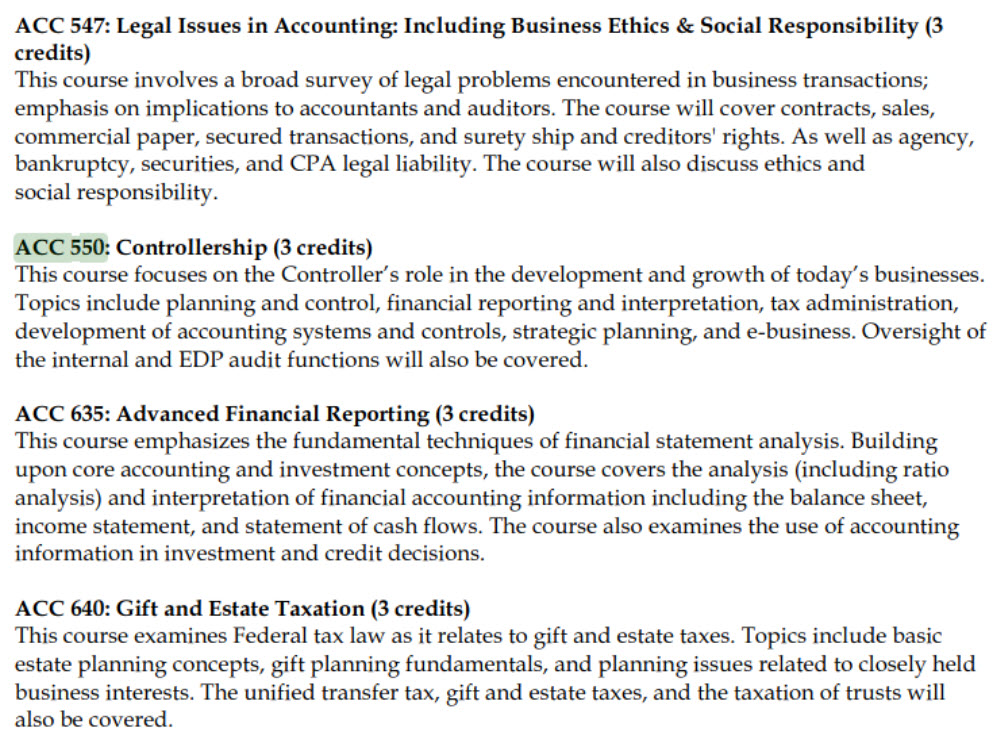 ACC 547: Legal Issues in Accounting: Including Business Ethics & Social Responsibility (3
credits)
This course involves a broad survey of legal problems encountered in business transactions;
emphasis on implications to accountants and auditors. The course will cover contracts, sales,
commercial paper, secured transactions, and surety ship and creditors' rights. As well as agency,
bankruptcy, securities, and CPA legal liability. The course will also discuss ethics and
social responsibility.
ACC 550: Controllership (3 credits)
This course focuses on the Controller’s role in the development and growth of today’s businesses.
Topics include planning and control, financial reporting and interpretation, tax administration,
development of accounting systems and controls, strategic planning, and e-business. Oversight of
the internal and EDP audit functions will also be covered.
ACC 635: Advanced Financial Reporting (3 credits)
This course emphasizes the fundamental techniques of financial statement analysis. Building
upon core accounting and investment concepts, the course covers the analysis (including ratio
analysis) and interpretation of financial accounting information including the balance sheet,
income statement, and statement of cash flows. The course also examines the use of accounting
information in investment and credit decisions.
ACC 640: Gift and Estate Taxation (3 credits)
This course examines Federal tax law as it relates to gift and estate taxes. Topics include basic
estate planning concepts, gift planning fundamentals, and planning issues related to closely held
business interests. The unified transfer tax, gift and estate taxes, and the taxation of trusts will
also be covered.